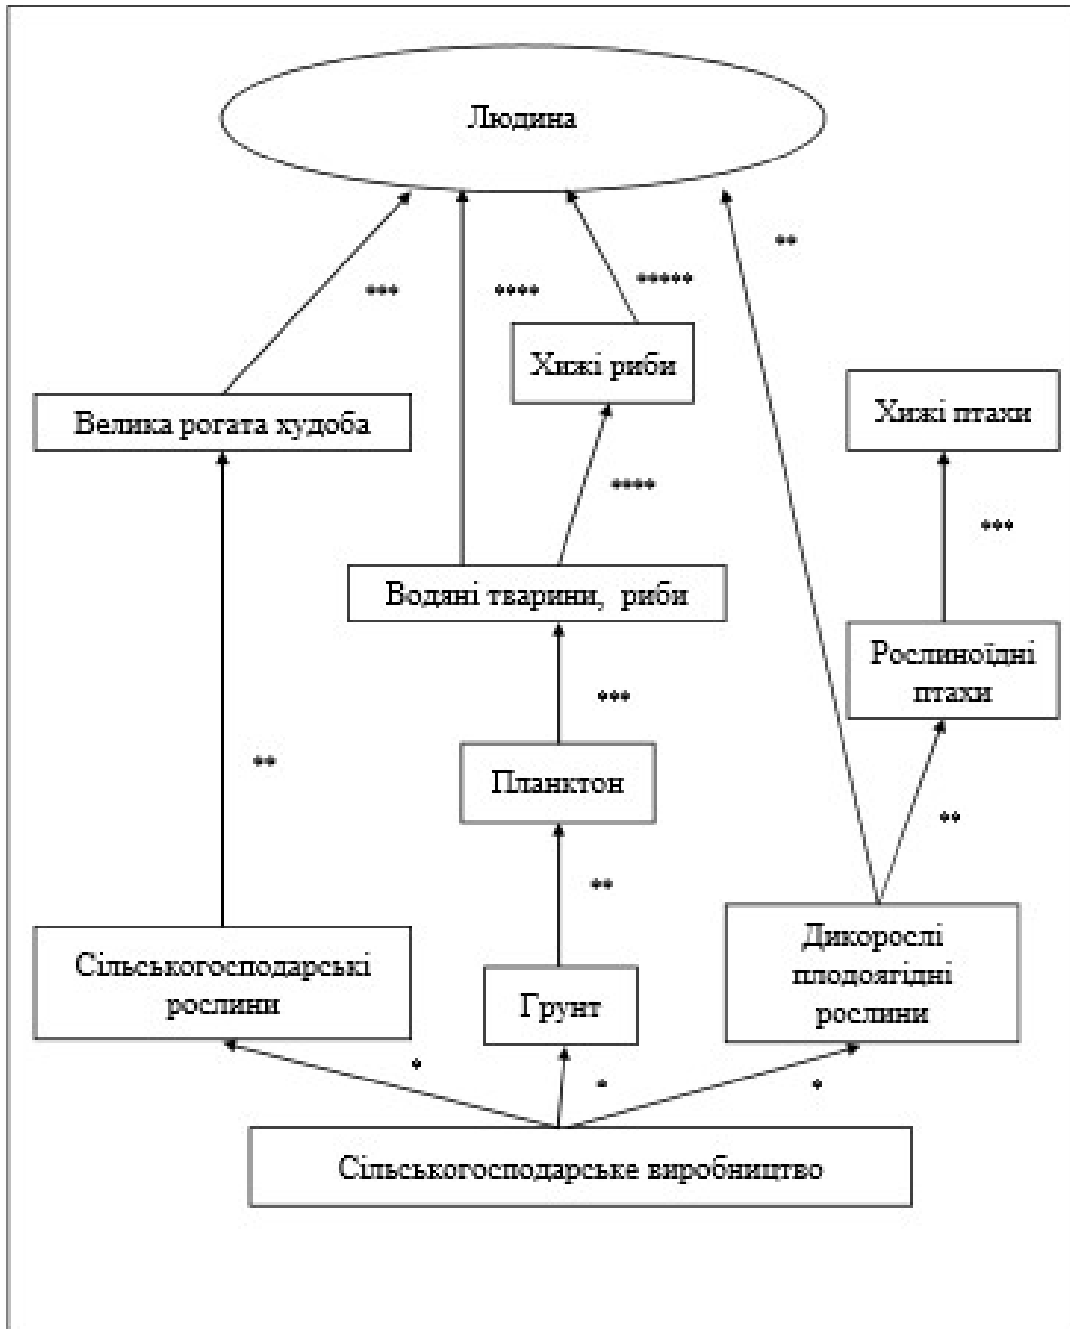 Людина
**
***
****
*****
Хижі риби
Хижі птахи
Велика рогата худоба
****
***
Водяні тварини, риби
Рослиноїдні
птахи
***
**
Планктон
**
**
Дикорослі
плодоягідні
рослини
Сільськогосподарські
рослини
Грунт
*
*
*
Сільськогосподарське виробництво